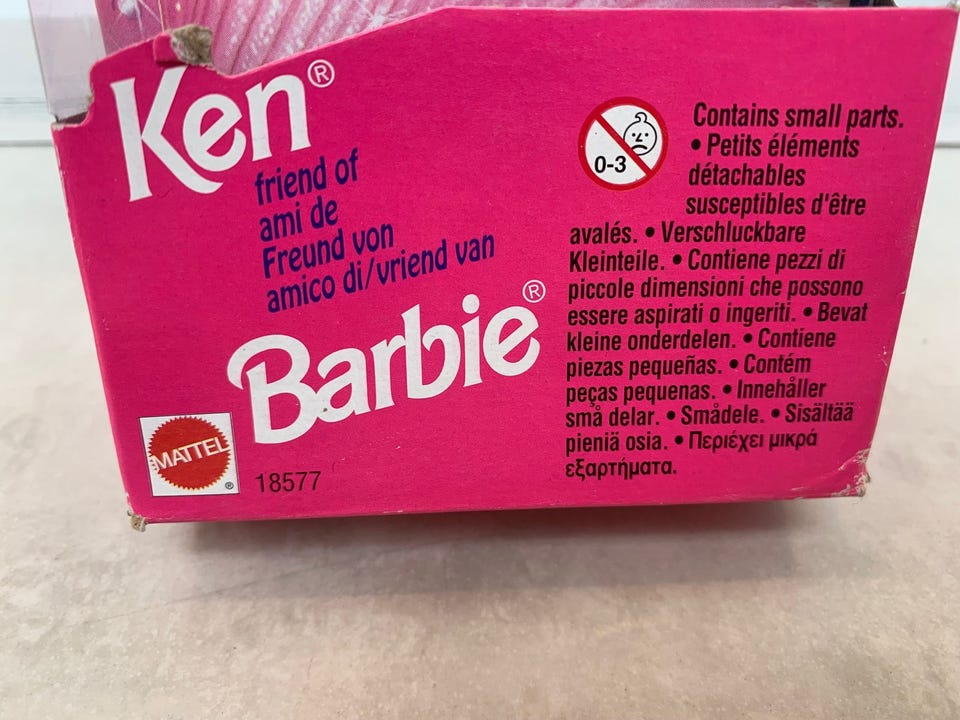 Ken®
friend of
ami de
Freund von
amico di/vriend van
Barbie®
MATTEL
®
18577
0-3
Contains small parts.
• Petits éléments
détachables
susceptibles d'être
avalés. • Verschluckbare
Kleinteile. • Contiene pezzi di
piccole dimensioni che possono
essere aspirati o ingeriti. • Bevat
kleine onderdelen. • Contiene
piezas pequeñas. • Contém
peças pequenas. • Innehåller
små delar. • Smådele. • Sisältää
pieniä osia. • Περιέχει μικρά
εξαρτήματα.